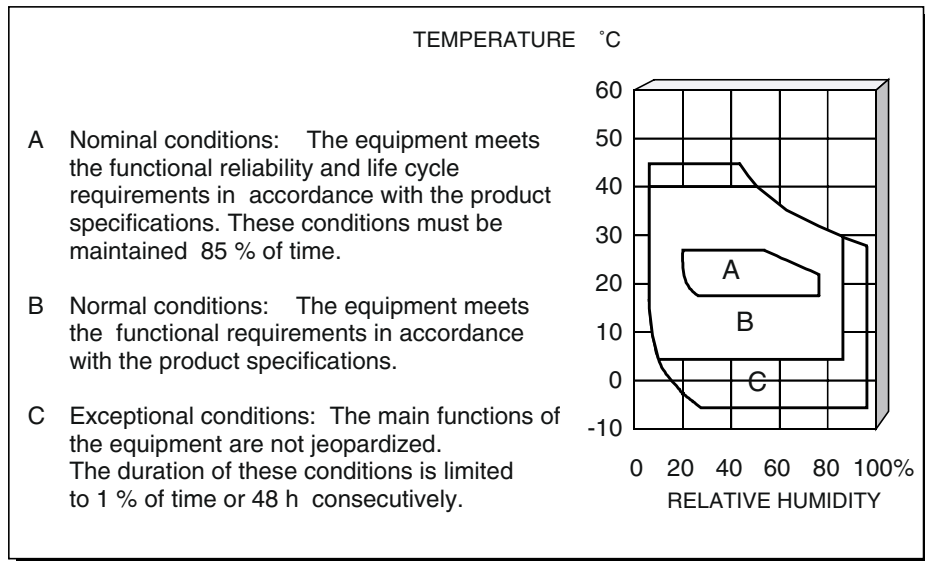 TEMPERATURE ˚C
A Nominal conditions: The equipment meets
the functional reliability and life cycle
requirements in accordance with the product
specifications. These conditions must be
maintained 85 % of time.
B Normal conditions: The equipment meets
the functional requirements in accordance
with the product specifications.
C Exceptional conditions: The main functions of
the equipment are not jeopardized.
The duration of these conditions is limited
to 1 % of time or 48 h consecutively.
60
50
40
30
20
10
0
-10
A
B
C
0 20 40 60 80 100%
RELATIVE HUMIDITY